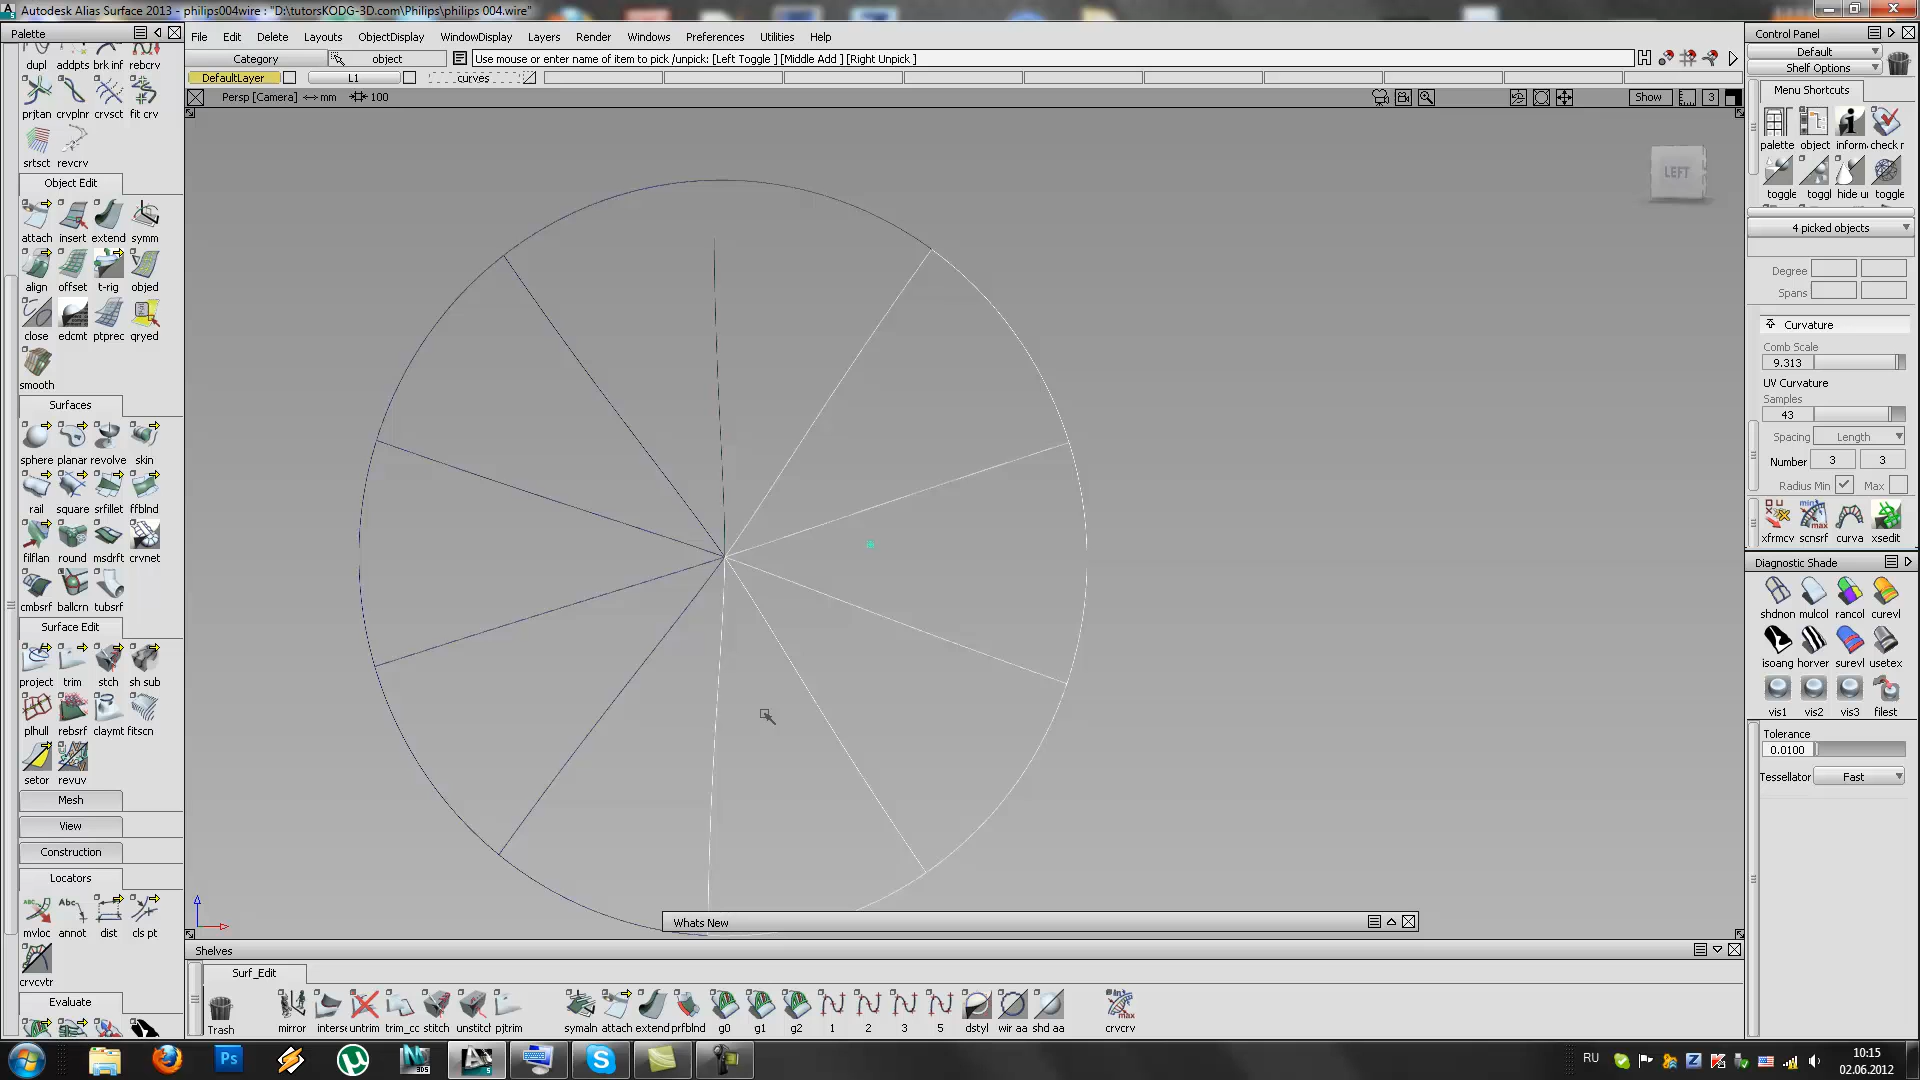 Autodesk Alias Surface 2013 - philips004wire : "D:\tutorsKODG-3D.com\Philips\philips 004.wire"
Palette
File Edit Delete Layouts ObjectDisplay WindowDisplay Layers Render Windows Preferences Utilities Help
Category object Use mouse or enter name of item to pick /unpick: [Left Toggle ] [Middle Add ] [Right Unpick ]
DefaultLayer L1 curves
Persp [Camera] mm 100 Show 3
LEFT
dupl addpts brk inf rebcrv
prjtan crvplnr crvsct fit crv
srtsct revcrv
Object Edit
attach insert extend symm
align offset t-rig objed
close edcmt ptprec qryed
smooth
Surfaces
sphere planar revolve skin
rail square srfillet ffblnd
filflan round msdrft crvnet
cmbsrf ballcrn tubsrf
Surface Edit
project trim stch sh sub
plhull rebsrf claymt fitscn
setor revuv
Mesh
View
Construction
Locators
mvloc annot dist cls pt
crvcvtr
Evaluate
Whats New
Shelves
Surf_Edit
Trash mirror interse untrim trim_cc stitch unstitcl pjtrim symaln attach extend prfblnd g0 g1 g2 1 2 3 5 dstyl wir aa shd aa crvcrv
Control Panel
Default
Shelf Options
Menu Shortcuts
palette object inform check r
toggle toggl hide ur toggle
4 picked objects
Degree
Spans
Curvature
Comb Scale
9.313
UV Curvature
Samples
43
Spacing Length
Number 3 3
Radius Min Max
xfrmcv scnsrf curva xsedit
Diagnostic Shade
shdnon mulcol rancol curevl
isoang horver surevl usetex
vis1 vis2 vis3 filest
Tolerance
0.0100
Tessellator Fast
RU 10:15
02.06.2012